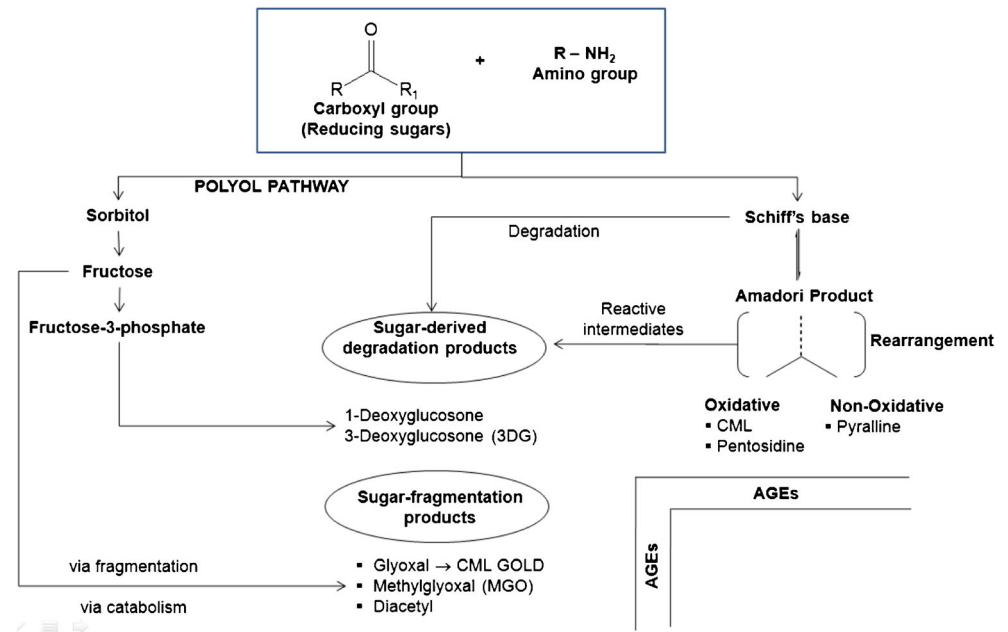 O
R
R1
Carboxyl group
(Reducing sugars)
+
R – NH2
Amino group
POLYOL PATHWAY
Sorbitol
Fructose
Fructose-3-phosphate
Schiff's base
Degradation
Amadori Product
Reactive
intermediates
Rearrangement
Sugar-derived
degradation products
Oxidative
▪ CML
▪ Pentosidine
Non-Oxidative
▪ Pyralline
1-Deoxyglucosone
3-Deoxyglucosone (3DG)
Sugar-fragmentation
products
AGEs
AGEs
via fragmentation
via catabolism
▪ Glyoxal → CML GOLD
▪ Methylglyoxal (MGO)
▪ Diacetyl